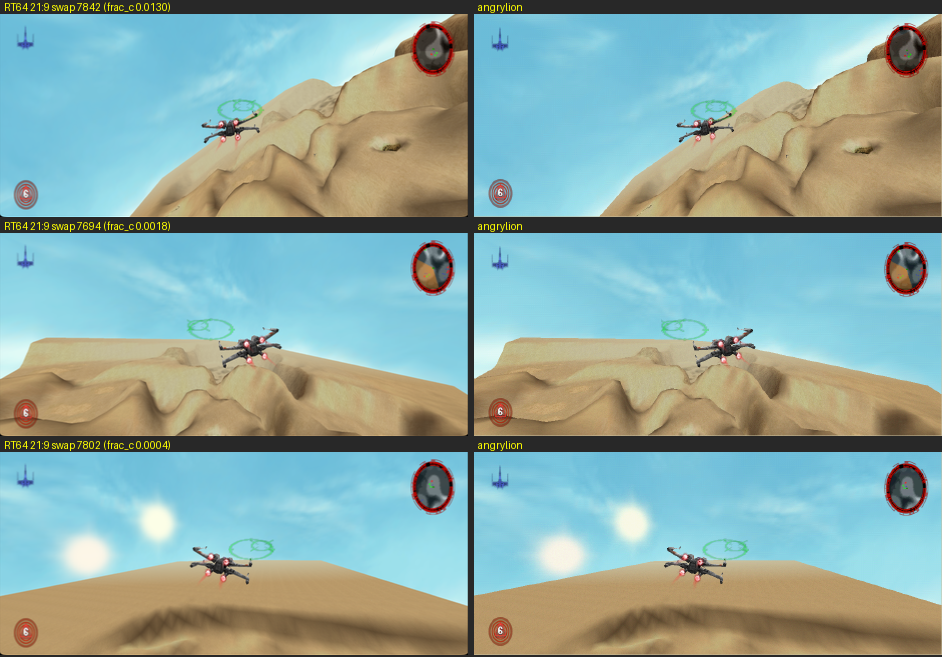 RT64 21:9 swap 7842 (frac_c 0.0130)
angrylion
6
6
RT64 21:9 swap 7694 (frac_c 0.0018)
angrylion
6
6
RT64 21:9 swap 7802 (frac_c 0.0004)
angrylion
6
6